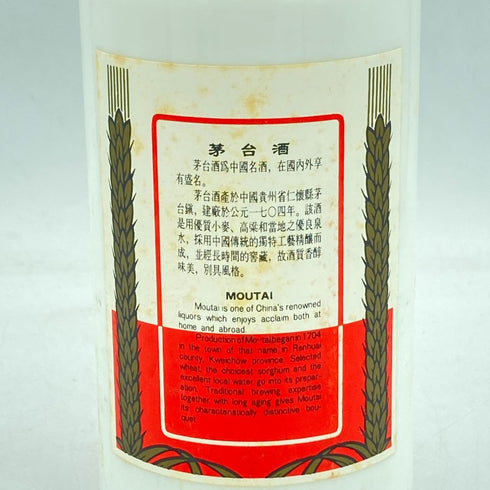 茅台酒
茅台酒爲中國名酒，在國內外享
有盛名。
茅台酒產於中國貴州省仁懷縣茅
台鎮，建廠於公元一七〇四年。該酒
是用優質小麥、高梁和當地之優良泉
水，採用中國傳統的獨特工藝精釀而
成，並經長時間的窖藏，故酒質香醇
味美，別具風格。
MOUTAI
Moutai is one of China's renowned
liquors which enjoys acclaim both at
home and abroad.
Production of Mo-tai began in 1704
in the town of that name in Renhuai
county, Kweichow province. Selected
wheat, the choicest sorghum and the
excellent local water go into its prepar-
ation. Traditional brewing expertise
together with long aging gives Moutai
its characteristically distinctive bou-
quet.